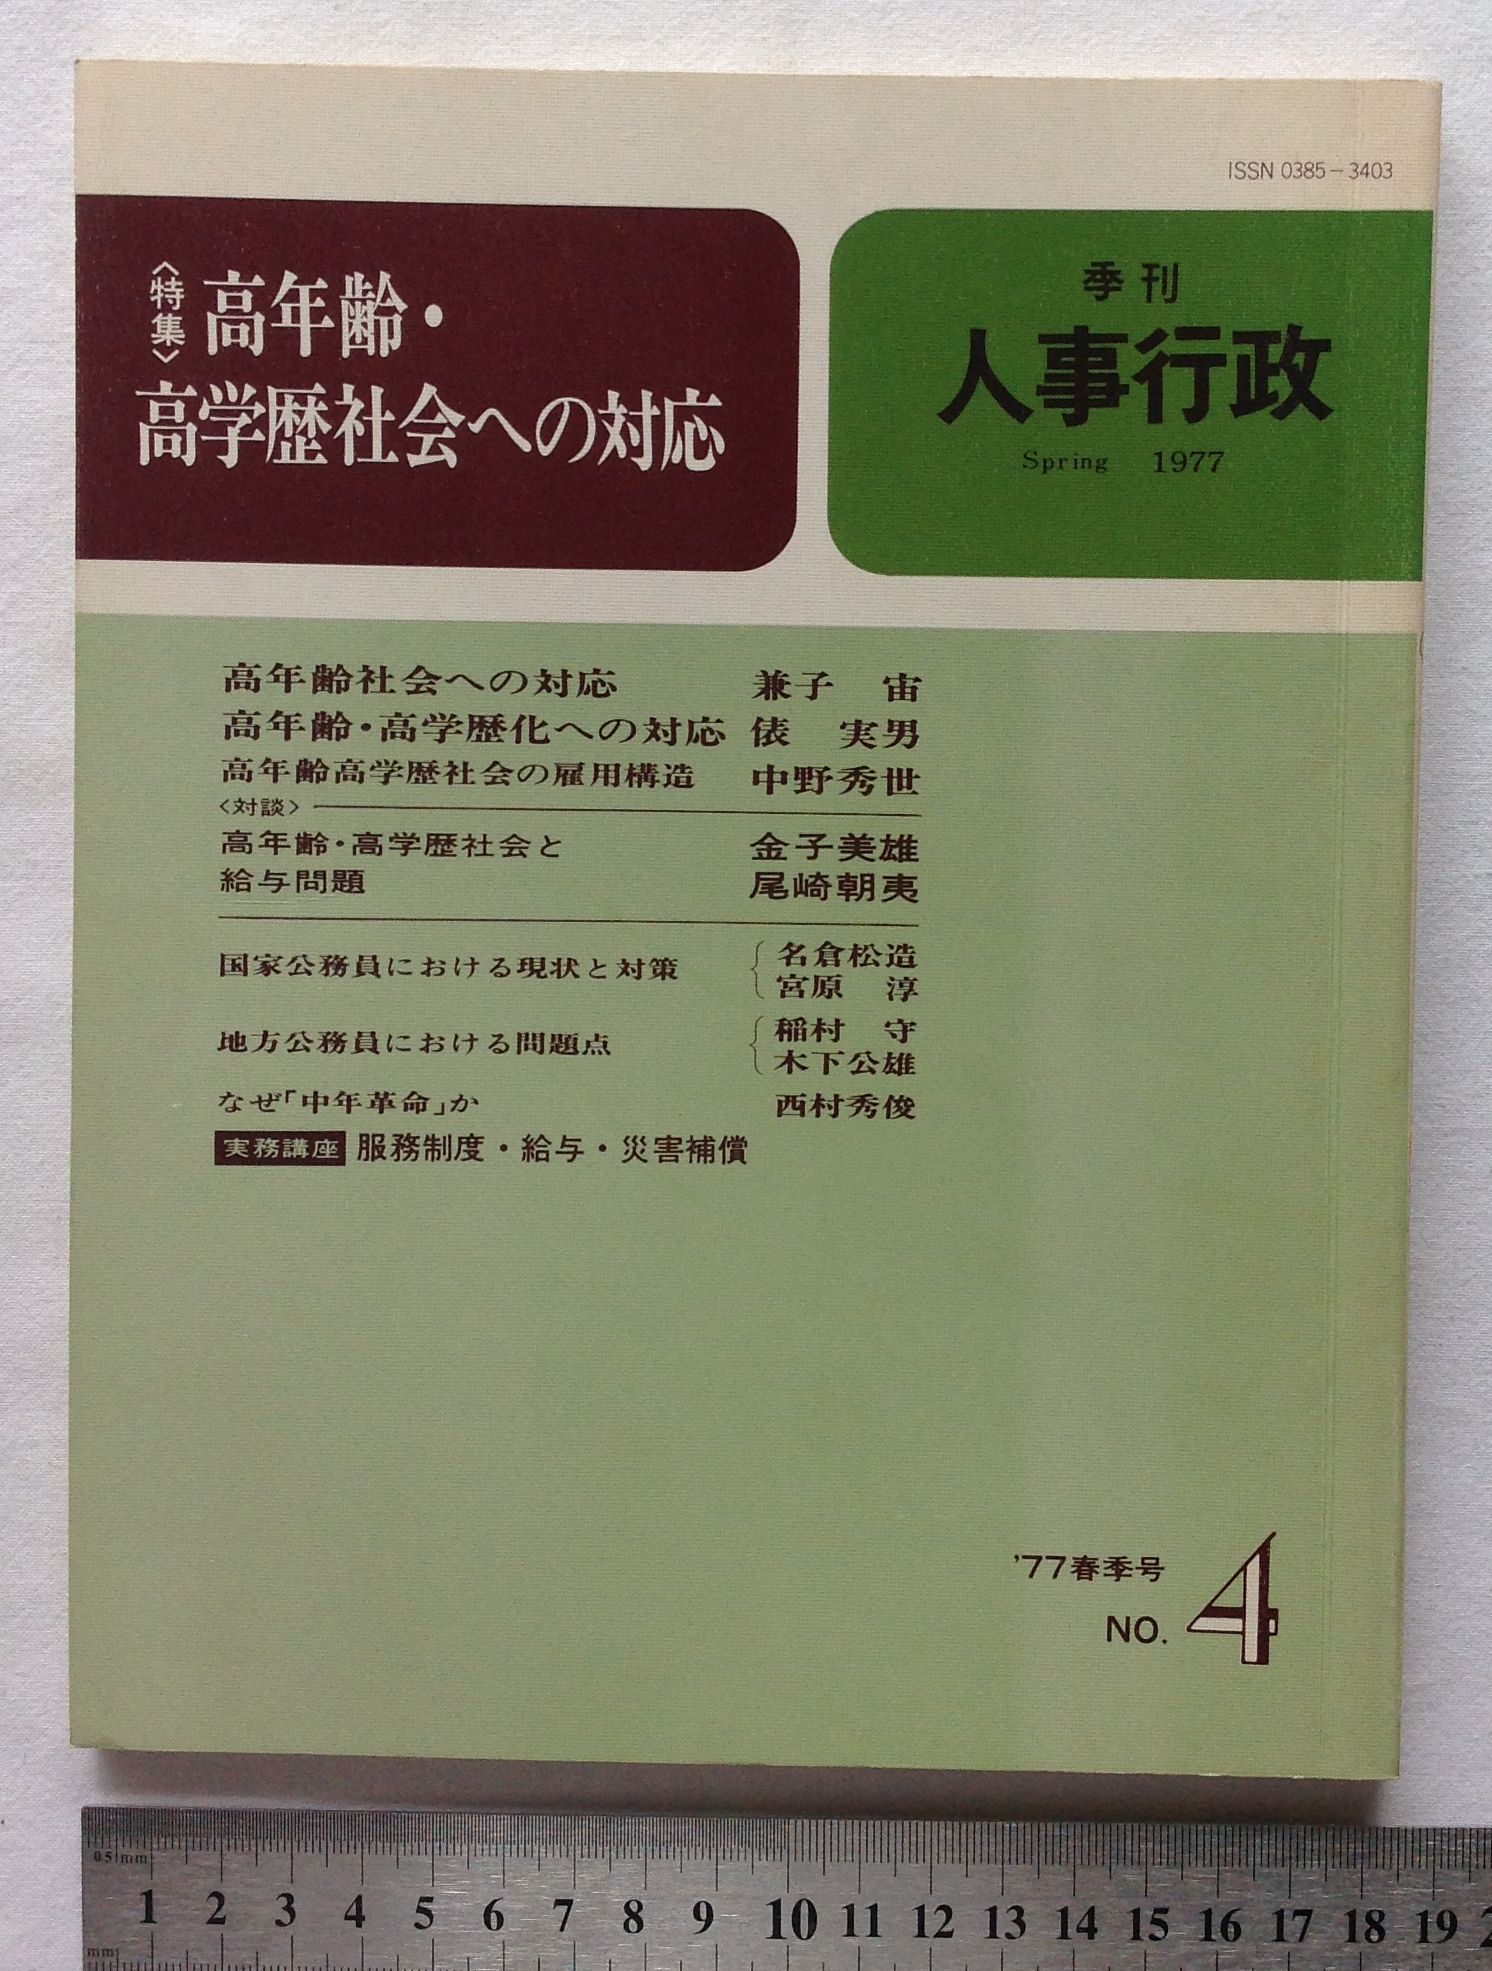 ISSN 0385-3403
〈特集〉高年齢・
高学歴社会への対応
季刊
人事行政
Spring 1977
高年齢社会への対応 兼子 宙
高年齢・高学歴化への対応 俵 実男
高年齢高学歴社会の雇用構造 中野秀世
〈対談〉
高年齢・高学歴社会と 金子美雄
給与問題 尾崎朝夷
国家公務員における現状と対策 名倉松造
宮原 淳
地方公務員における問題点 稲村 守
木下公雄
なぜ「中年革命」か 西村秀俊
実務講座 服務制度・給与・災害補償
'77春季号
NO. 4
0.5mm
1 2 3 4 5 6 7 8 9 10 11 12 13 14 15 16 17 18 19
mm